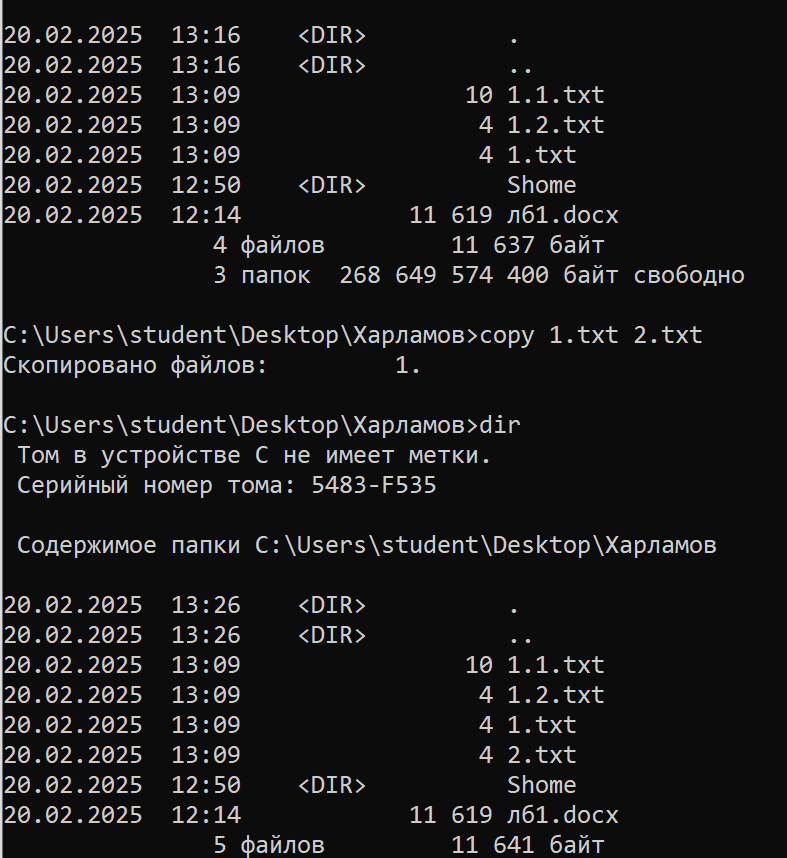 20.02.2025  13:16    <DIR>          .
20.02.2025  13:16    <DIR>          ..
20.02.2025  13:09                10 1.1.txt
20.02.2025  13:09                 4 1.2.txt
20.02.2025  13:09                 4 1.txt
20.02.2025  12:50    <DIR>          Shome
20.02.2025  12:14            11 619 лб1.docx
               4 файлов         11 637 байт
               3 папок  268 649 574 400 байт свободно
C:\Users\student\Desktop\Харламов>copy 1.txt 2.txt
Скопировано файлов:         1.
C:\Users\student\Desktop\Харламов>dir
 Том в устройстве C не имеет метки.
 Серийный номер тома: 5483-F535
 Содержимое папки C:\Users\student\Desktop\Харламов
20.02.2025  13:26    <DIR>          .
20.02.2025  13:26    <DIR>          ..
20.02.2025  13:09                10 1.1.txt
20.02.2025  13:09                 4 1.2.txt
20.02.2025  13:09                 4 1.txt
20.02.2025  13:09                 4 2.txt
20.02.2025  12:50    <DIR>          Shome
20.02.2025  12:14            11 619 лб1.docx
               5 файлов         11 641 байт